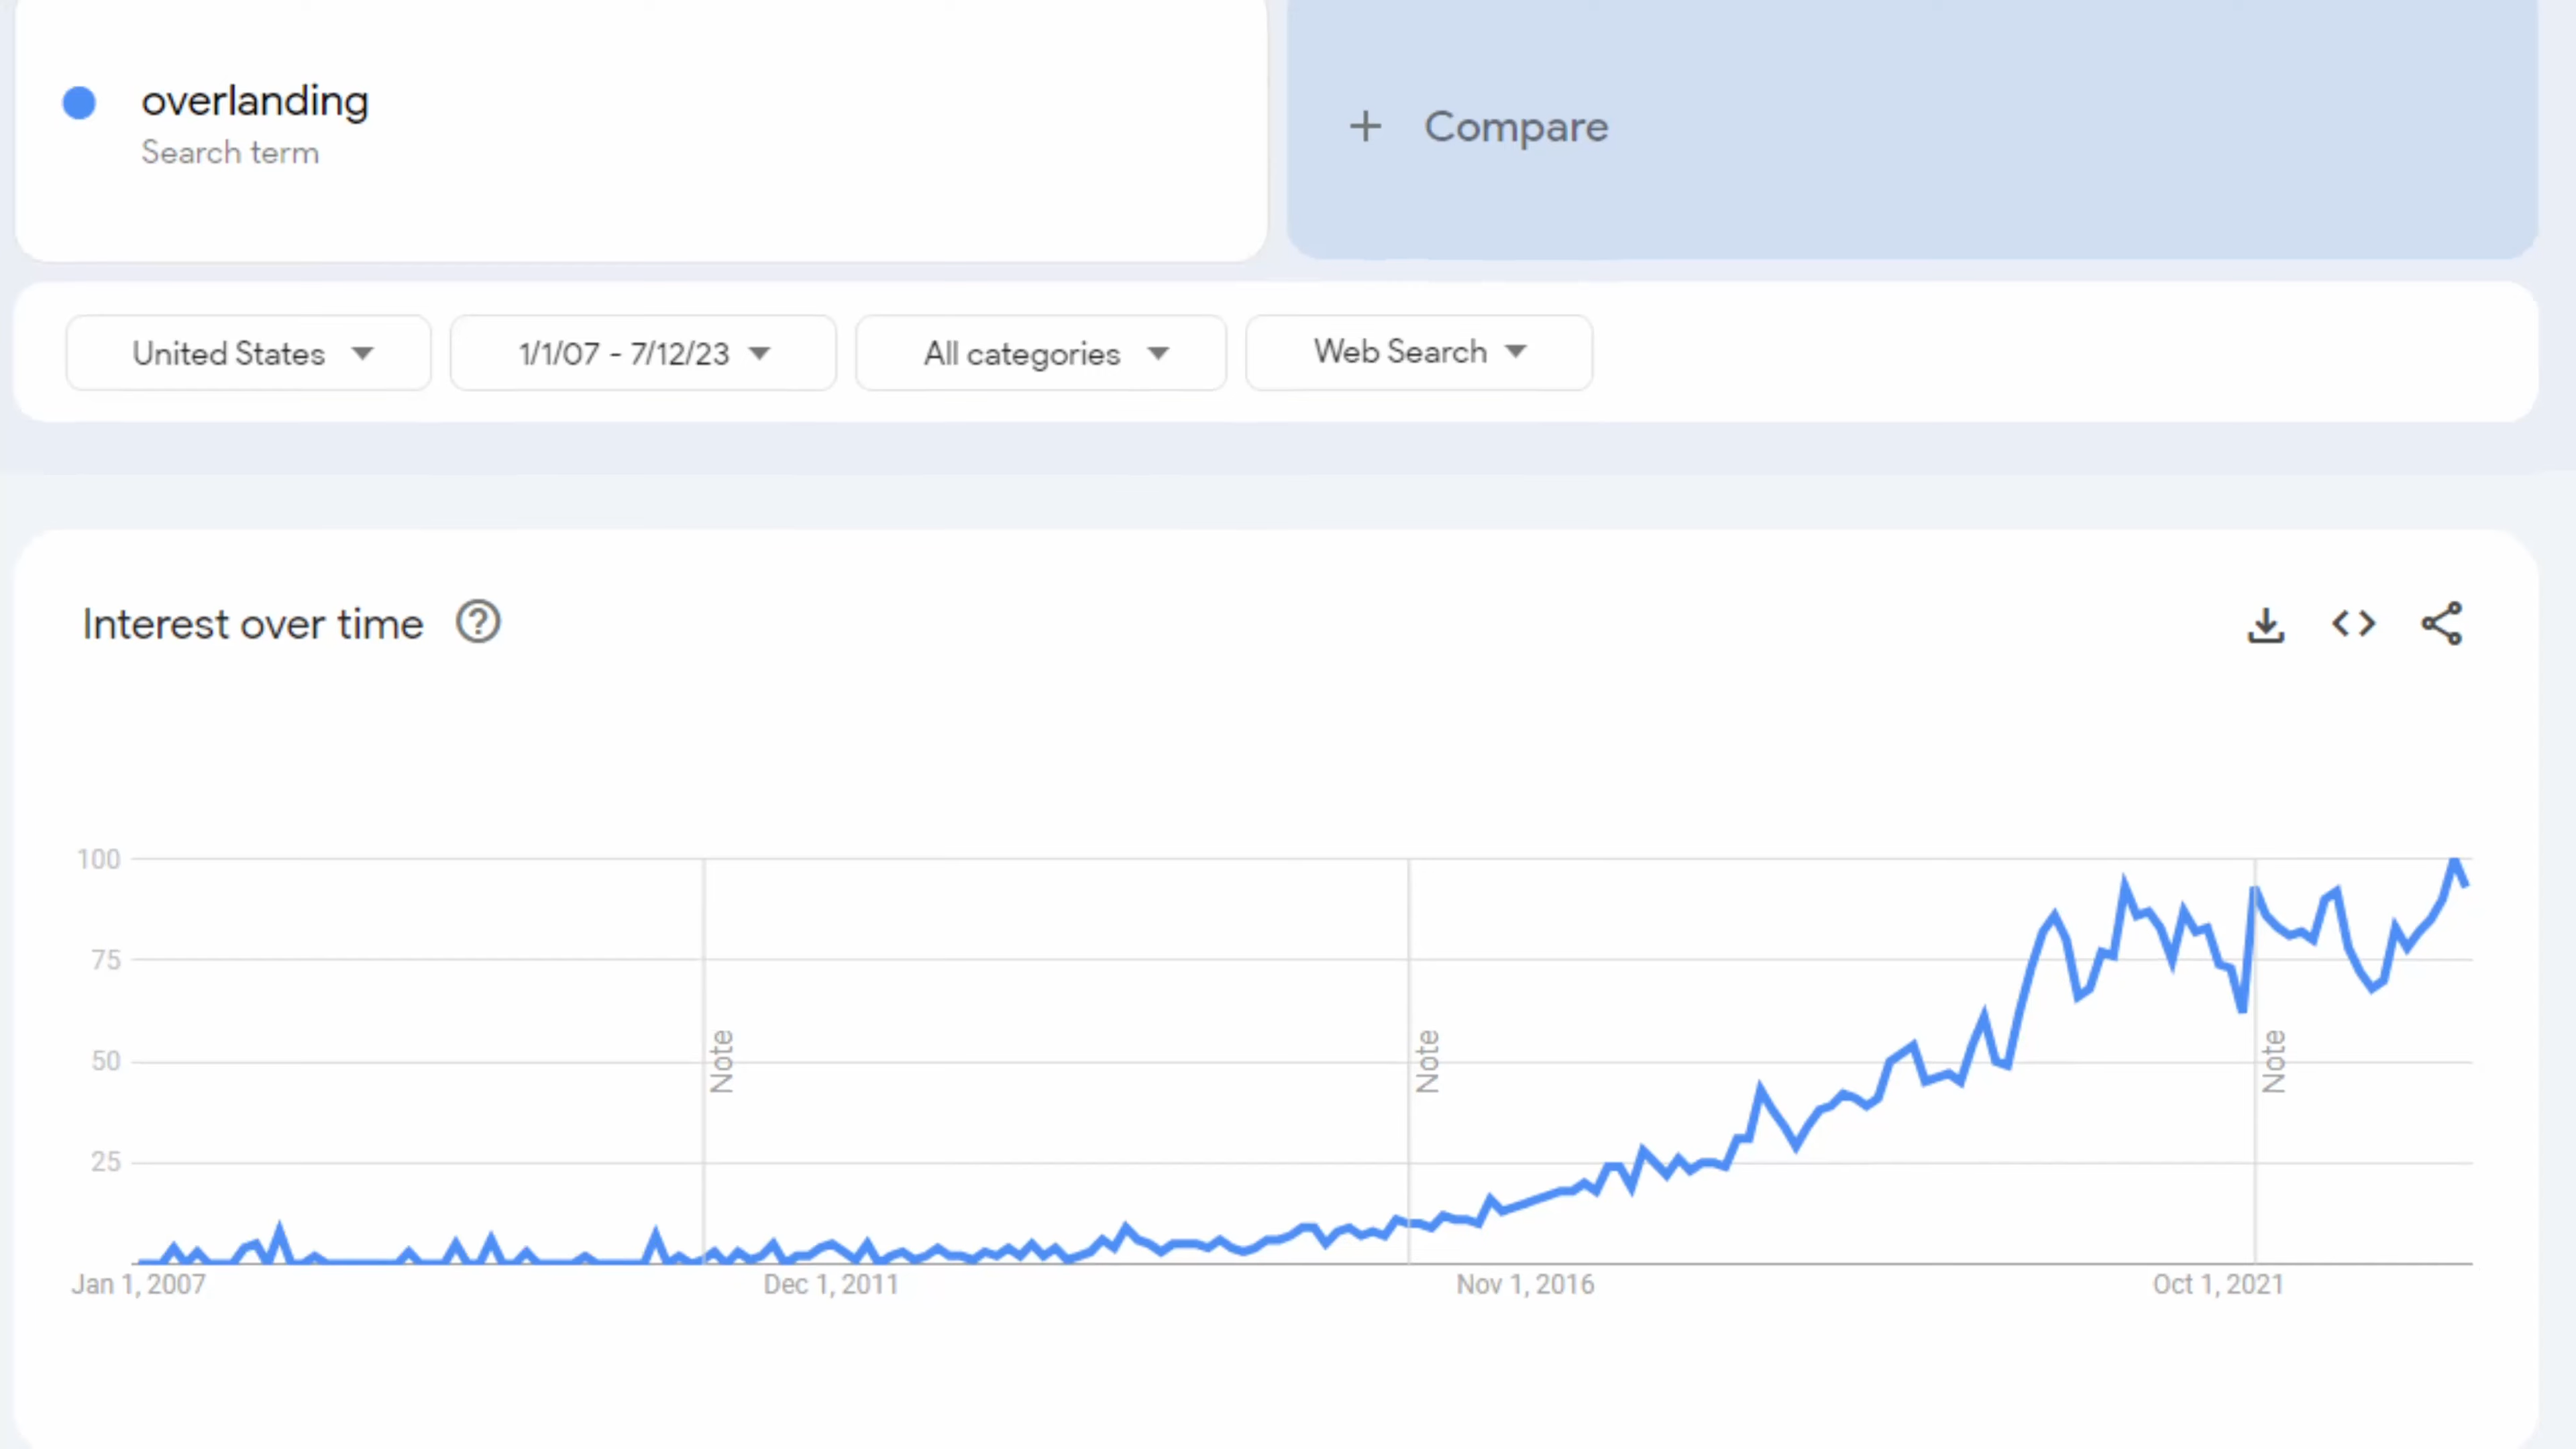 overlanding
Search term
+ Compare
United States
1/1/07 - 7/12/23
All categories
Web Search
Interest over time
100
75
50
25
Note
Note
Note
Jan 1, 2007
Dec 1, 2011
Nov 1, 2016
Oct 1, 2021